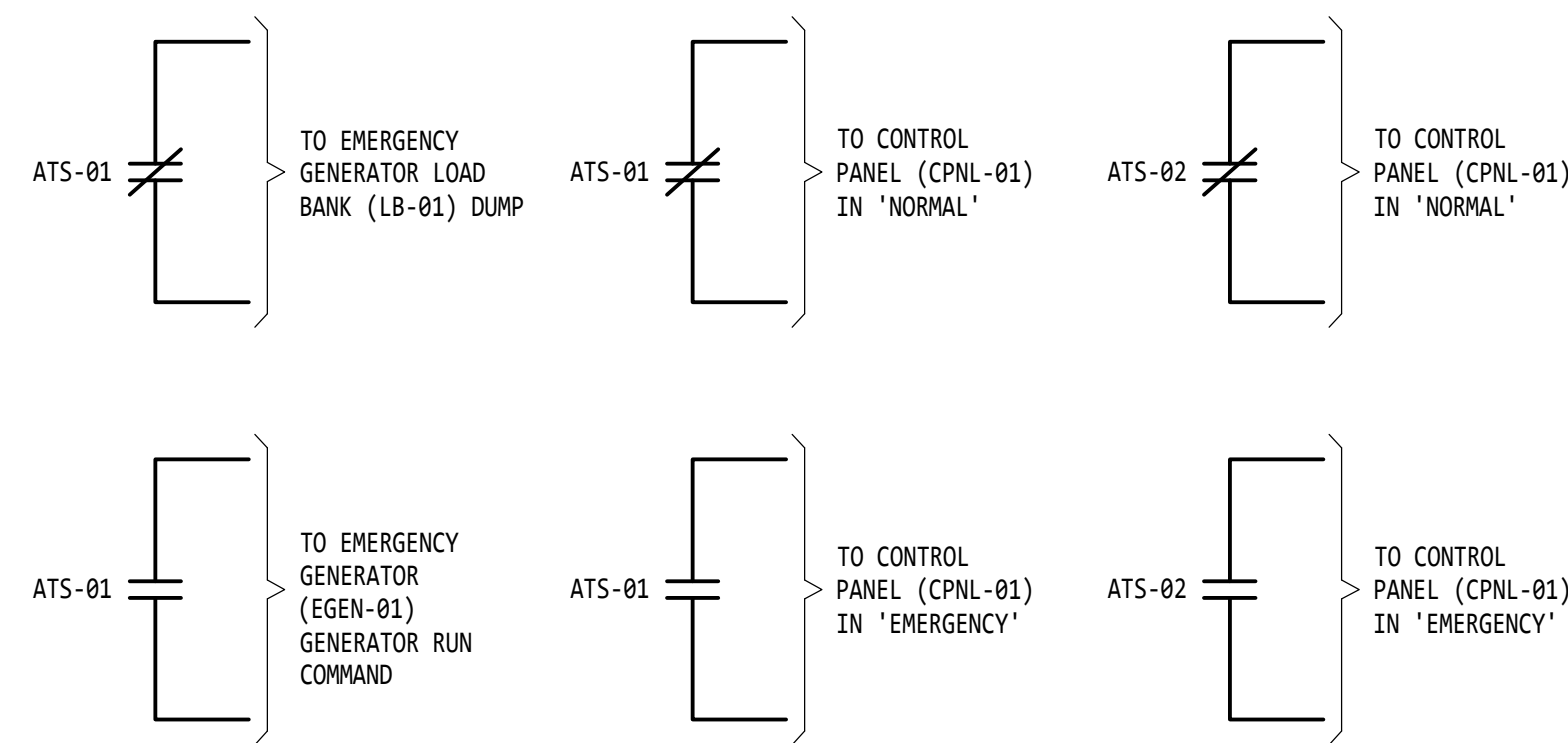 ATS-01
TO EMERGENCY
GENERATOR LOAD
BANK (LB-01) DUMP
ATS-01
TO CONTROL
PANEL (CPNL-01)
IN 'NORMAL'
ATS-02
TO CONTROL
PANEL (CPNL-01)
IN 'NORMAL'
ATS-01
TO EMERGENCY
GENERATOR
(EGEN-01)
GENERATOR RUN
COMMAND
ATS-01
TO CONTROL
PANEL (CPNL-01)
IN 'EMERGENCY'
ATS-02
TO CONTROL
PANEL (CPNL-01)
IN 'EMERGENCY'